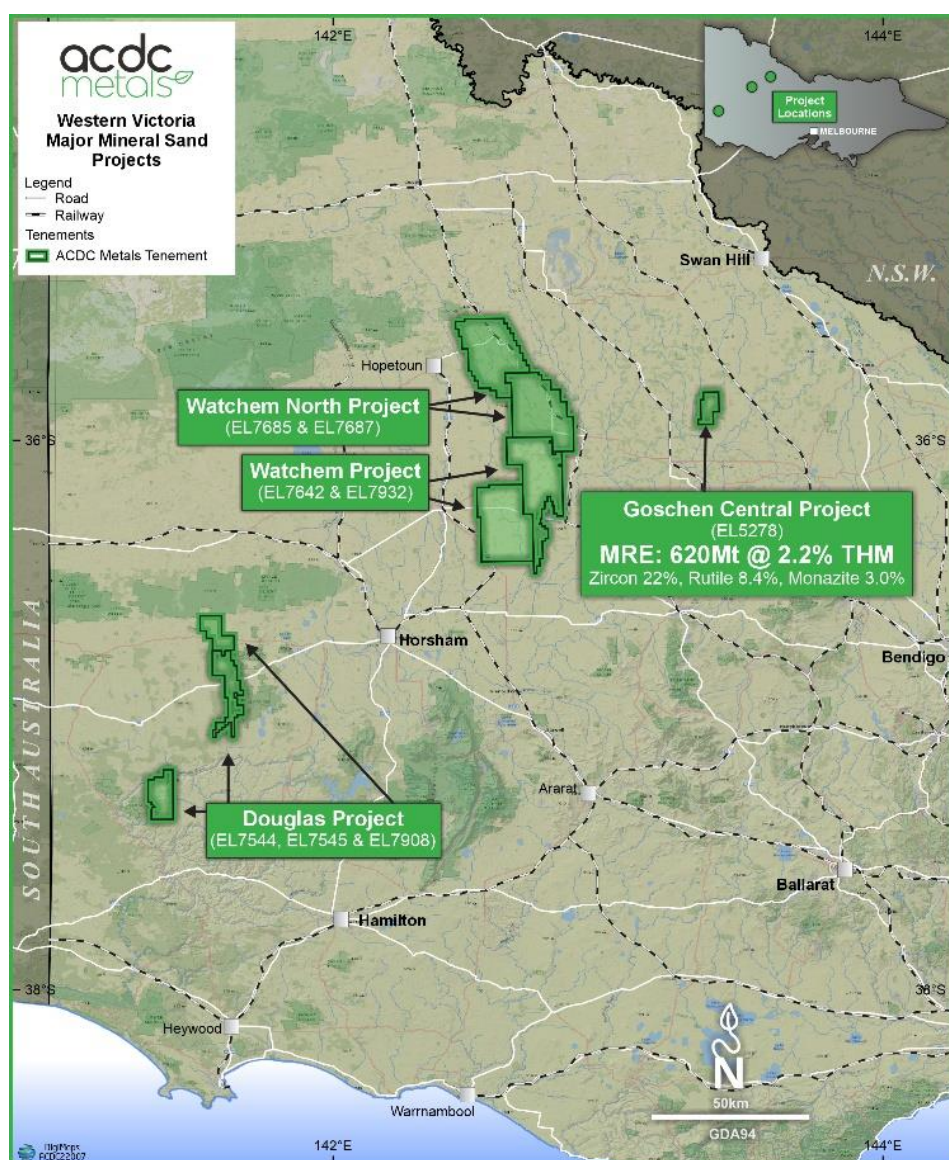 142°E
144°E
acdc
metals
Western Victoria
Major Mineral Sand
Projects
Legend
Road
Railway
Tenements
ACDC Metals Tenement
Project
Locations
MELBOURNE
Swan Hill
N.S.W.
Hopetoun
Watchem North Project
(EL7685 & EL7687)
36°S
36°S
Watchem Project
(EL7642 & EL7932)
Goschen Central Project
(EL5278)
MRE: 620Mt @ 2.2% THM
Zircon 22%, Rutile 8.4%, Monazite 3.0%
SOUTH AUSTRALIA
Horsham
Bendigo
Ararat
Douglas Project
(EL7544, EL7545 & EL7908)
Ballarat
Hamilton
38°S
38°S
Heywood
N
50km
GDA94
Warrnambool
DigiMaps
ACDC22007
142°E
144°E